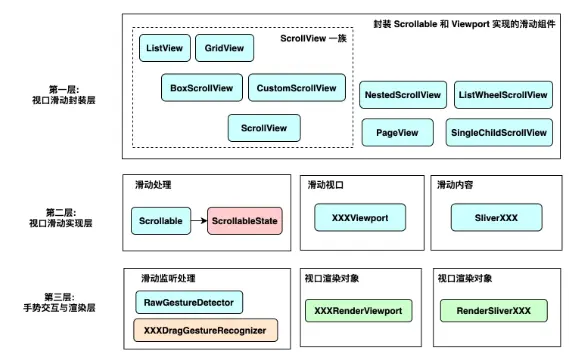 封装 Scrollable 和 Viewport 实现的滑动组件
ScrollView 一族
ListView
GridView
BoxScrollView
CustomScrollView
ScrollView
NestedScrollView
ListWheelScrollView
PageView
SingleChildScrollView
第一层:
视口滑动封装层
第二层:
视口滑动实现层
滑动处理
Scrollable
ScrollableState
滑动视口
XXXViewport
滑动内容
SliverXXX
第三层:
手势交互与渲染层
滑动监听处理
RawGestureDetector
XXXDragGestureRecognizer
视口渲染对象
XXXRenderViewport
视口渲染对象
RenderSliverXXX